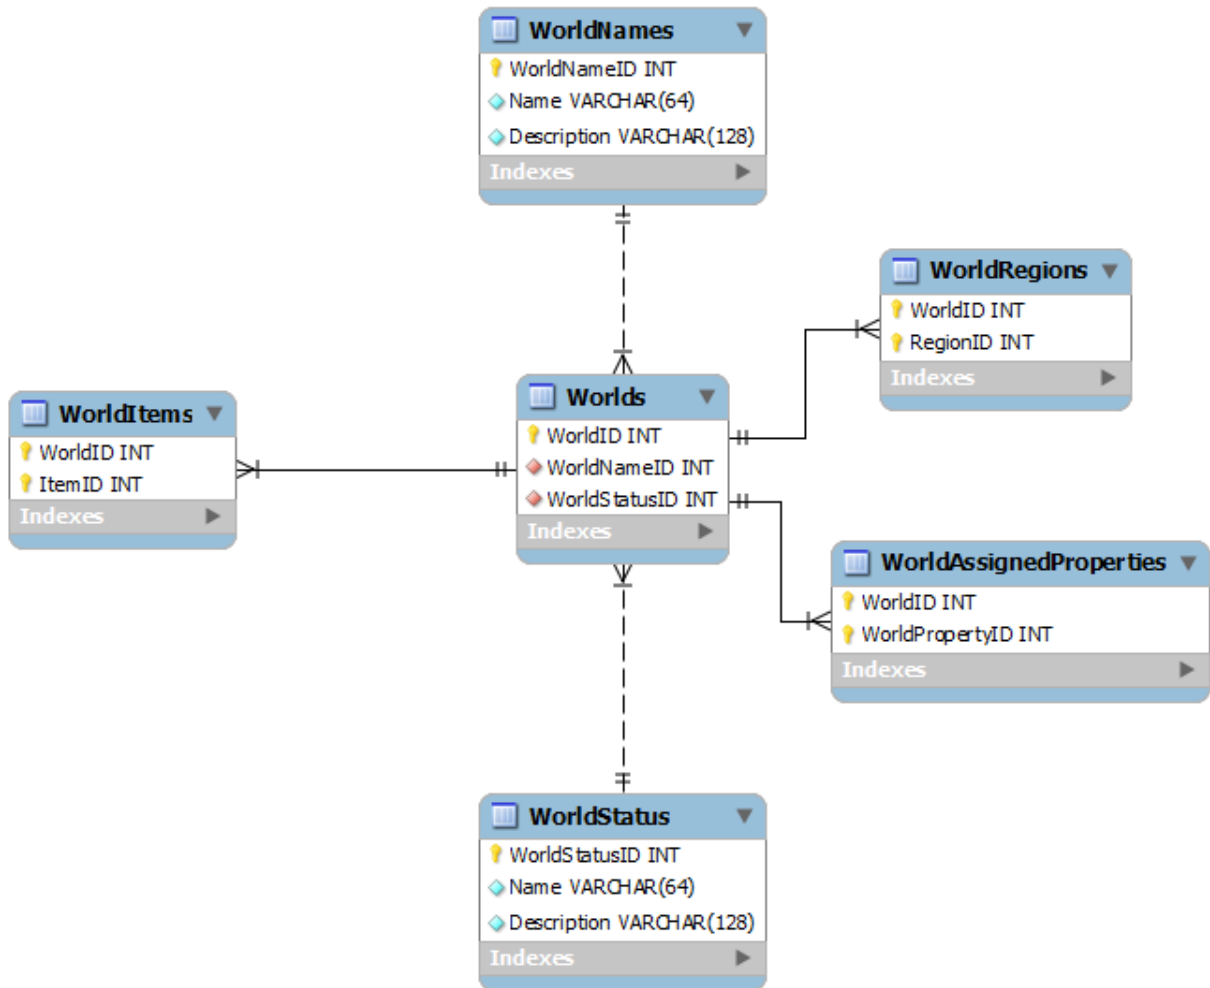 WorldNames
WorldNameID INT
Name VARCHAR(64)
Description VARCHAR(128)
Indexes
WorldRegions
WorldID INT
RegionID INT
Indexes
WorldItems
WorldID INT
ItemID INT
Indexes
Worlds
WorldID INT
WorldNameID INT
WorldStatusID INT
Indexes
WorldAssignedProperties
WorldID INT
WorldPropertyID INT
Indexes
WorldStatus
WorldStatusID INT
Name VARCHAR(64)
Description VARCHAR(128)
Indexes